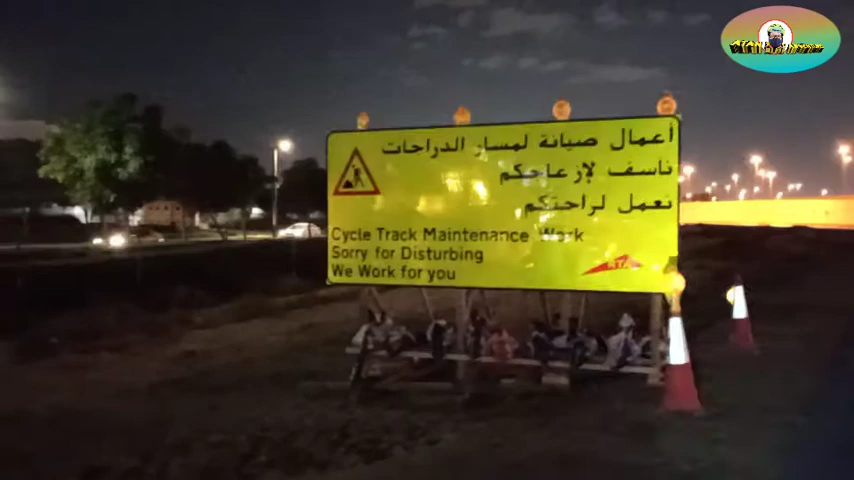 أعمال صيانة لمسار الدراجات
نأسف لإزعاجكم
نعمل لراحتكم
Cycle Track Maintenance Work
Sorry for Disturbing
We Work for you
RTA